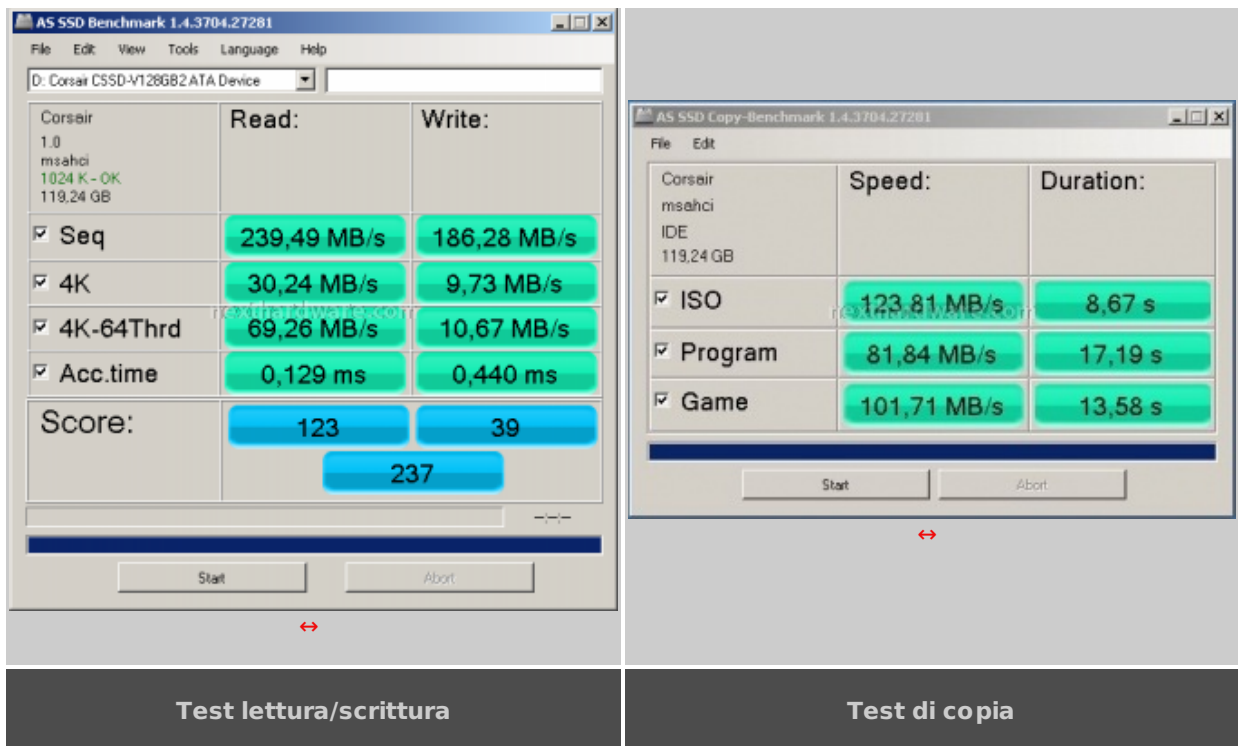 AS SSD Benchmark 1.4.3704.27281
File Edit View Tools Language Help
D: Corsair CSSD-V128GB2 ATA Device
Corsair
1.0
msahci
1024 K - OK
119,24 GB
Read: Write:
Seq 239,49 MB/s 186,28 MB/s
4K 30,24 MB/s 9,73 MB/s
4K-64Thrd 69,26 MB/s 10,67 MB/s
Acc.time 0,129 ms 0,440 ms
Score: 123 39
237
--:--:--
Start Abort
↔
Test lettura/scrittura
AS SSD Copy-Benchmark 1.4.3704.27281
File Edit
Corsair
msahci
IDE
119,24 GB
Speed: Duration:
ISO 123,81 MB/s 8,67 s
Program 81,84 MB/s 17,19 s
Game 101,71 MB/s 13,58 s
Start Abort
↔
Test di copia
nexthardware.com
nexthardware.com